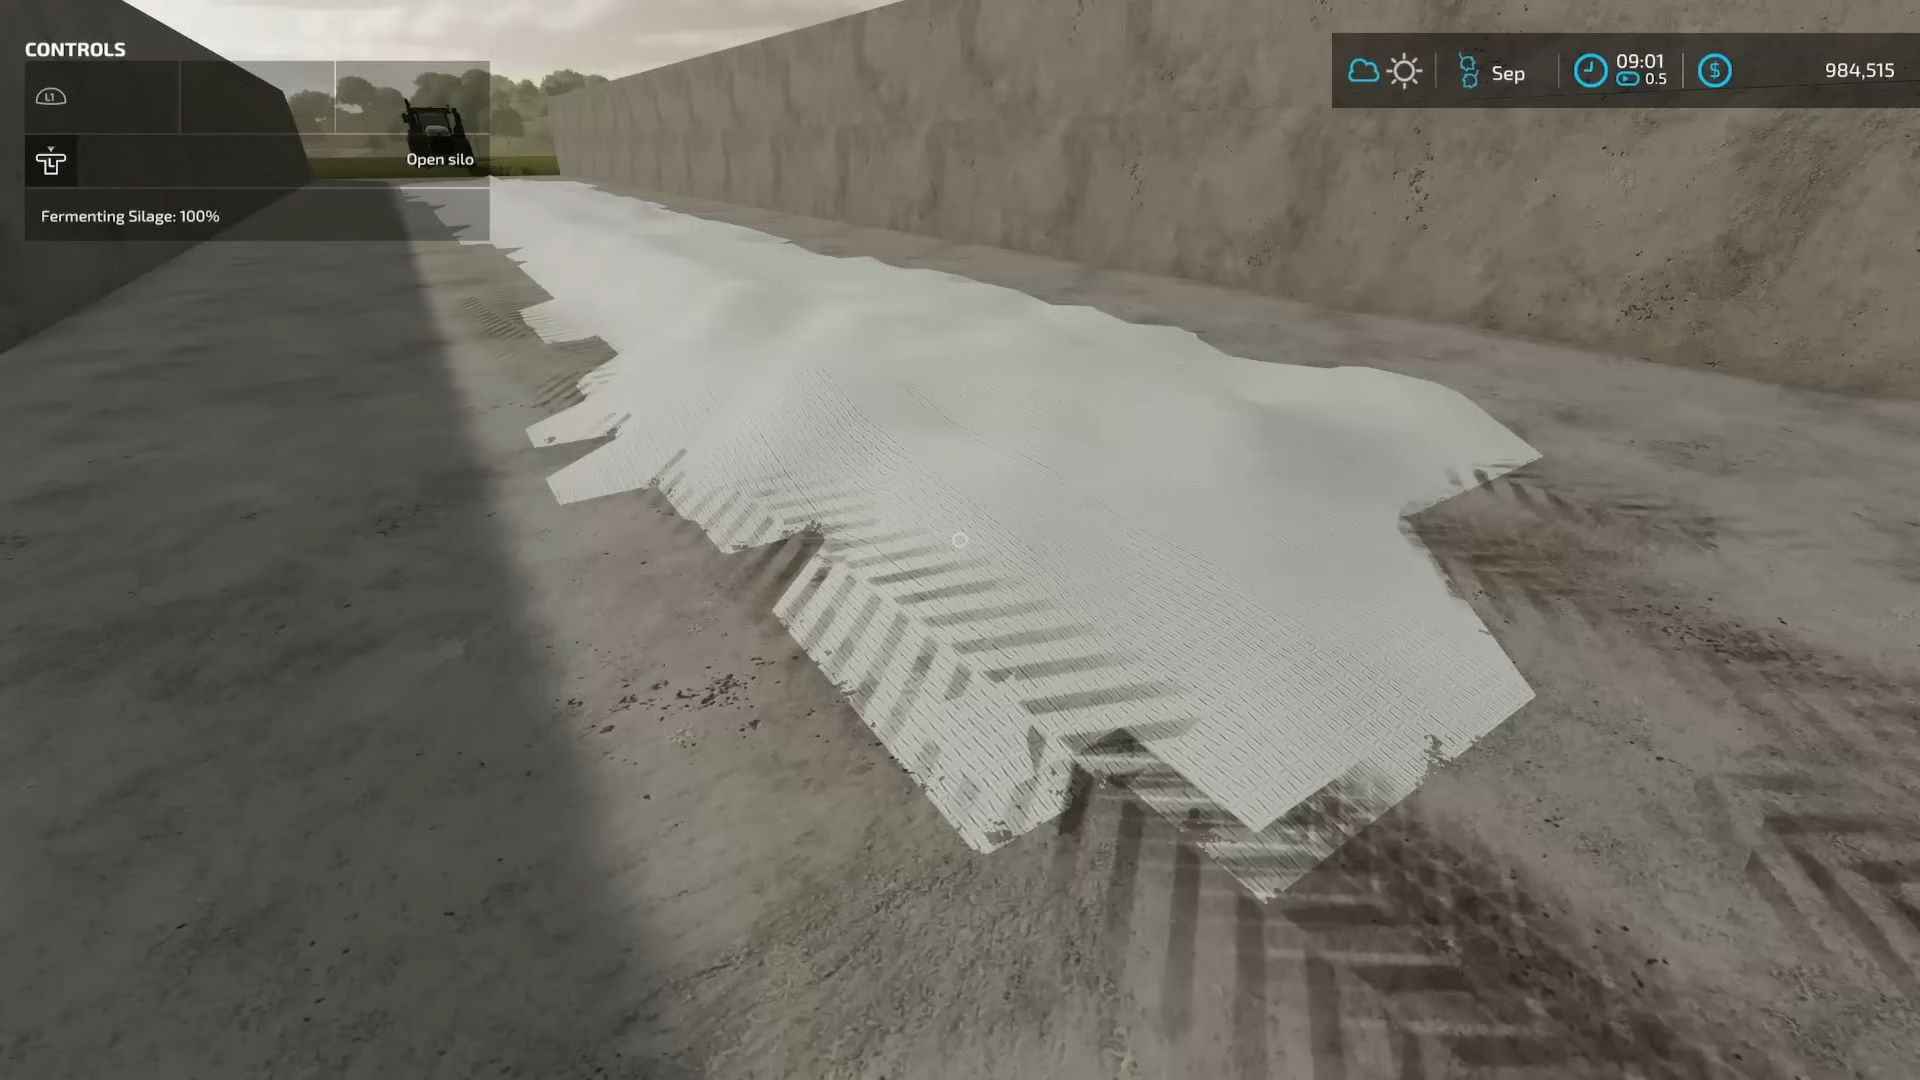 CONTROLS
L1
L
Open silo
Fermenting Silage: 100%
Sep
09:01
0.5
$
984,515